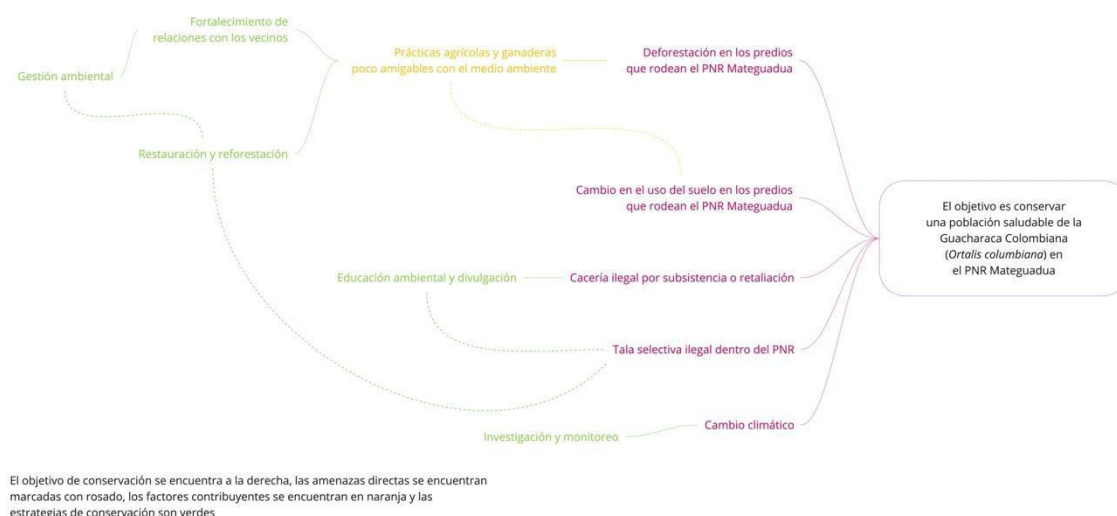 Fortalecimiento de
relaciones con los vecinos
Gestión ambiental
Restauración y reforestación
Prácticas agrícolas y ganaderas
poco amigables con el medio ambiente
Deforestación en los predios
que rodean el PNR Mateguadua
Cambio en el uso del suelo en los predios
que rodean el PNR Mateguadua
Educación ambiental y divulgación
Cacería ilegal por subsistencia o retaliación
Tala selectiva ilegal dentro del PNR
Investigación y monitoreo
Cambio climático
El objetivo es conservar
una población saludable de la
Guacharaca Colombiana
(Ortalis columbiana) en
el PNR Mateguadua
El objetivo de conservación se encuentra a la derecha, las amenazas directas se encuentran
marcadas con rosado, los factores contribuyentes se encuentran en naranja y las
estrategias de conservación son verdes